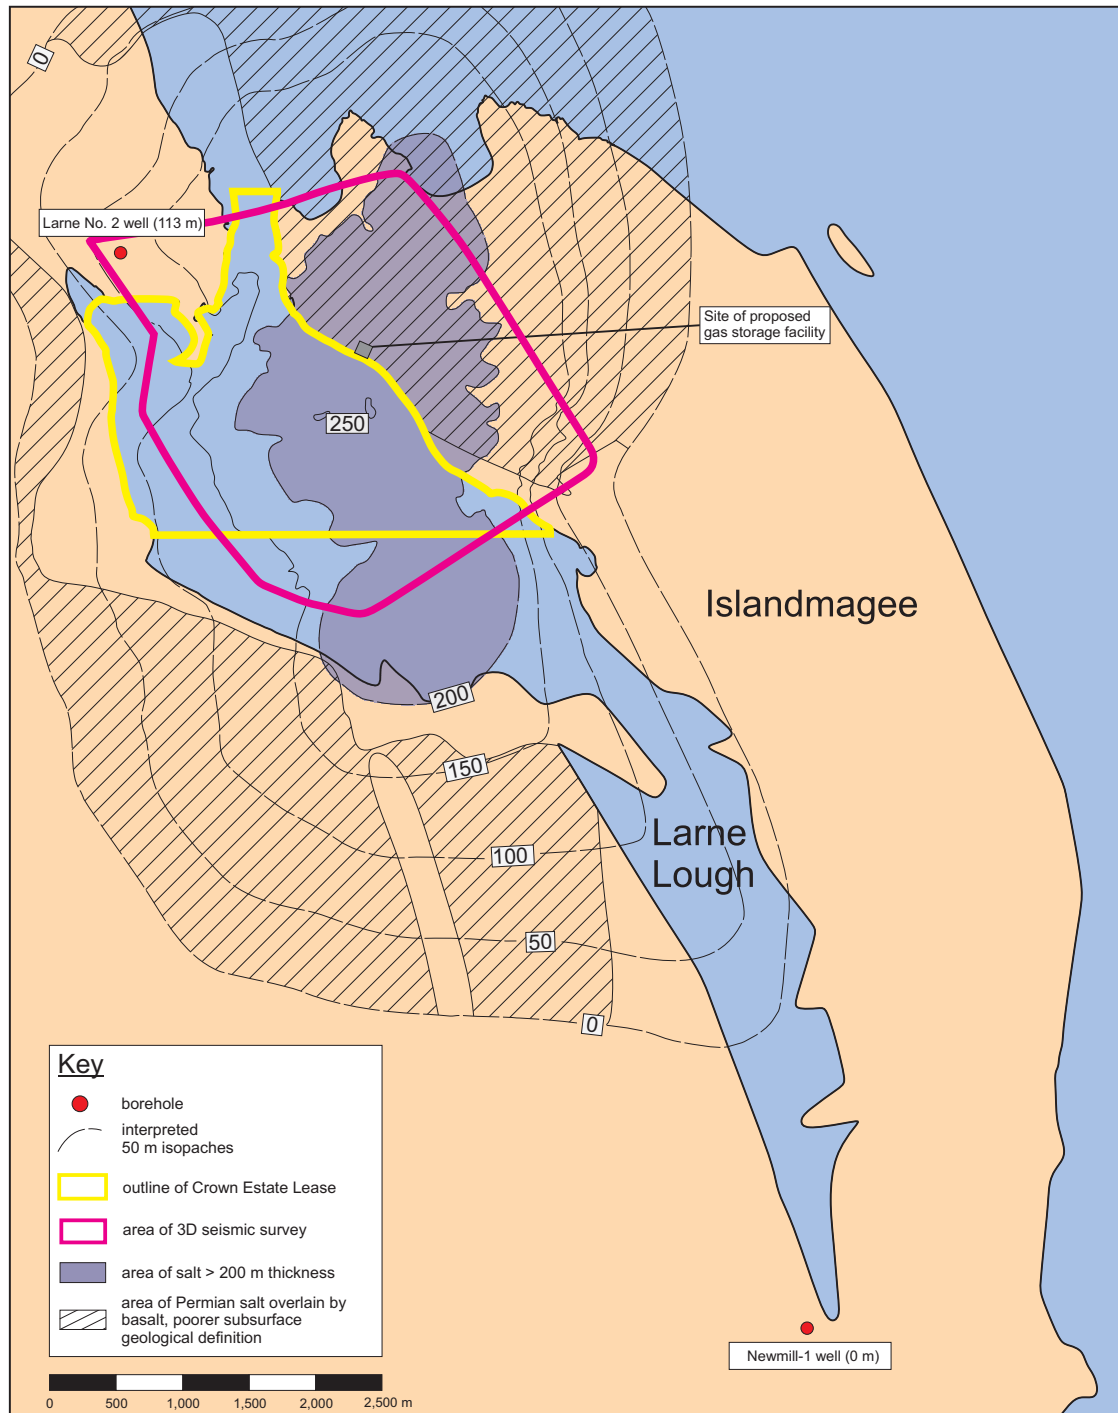 0
Larne No. 2 well (113 m)
Site of proposed
gas storage facility
250
Islandmagee
200
150
Larne
Lough
100
50
0
Key
borehole
interpreted
50 m isopaches
outline of Crown Estate Lease
area of 3D seismic survey
area of salt > 200 m thickness
area of Permian salt overlain by
basalt, poorer subsurface
geological definition
Newmill-1 well (0 m)
0 500 1,000 1,500 2,000 2,500 m